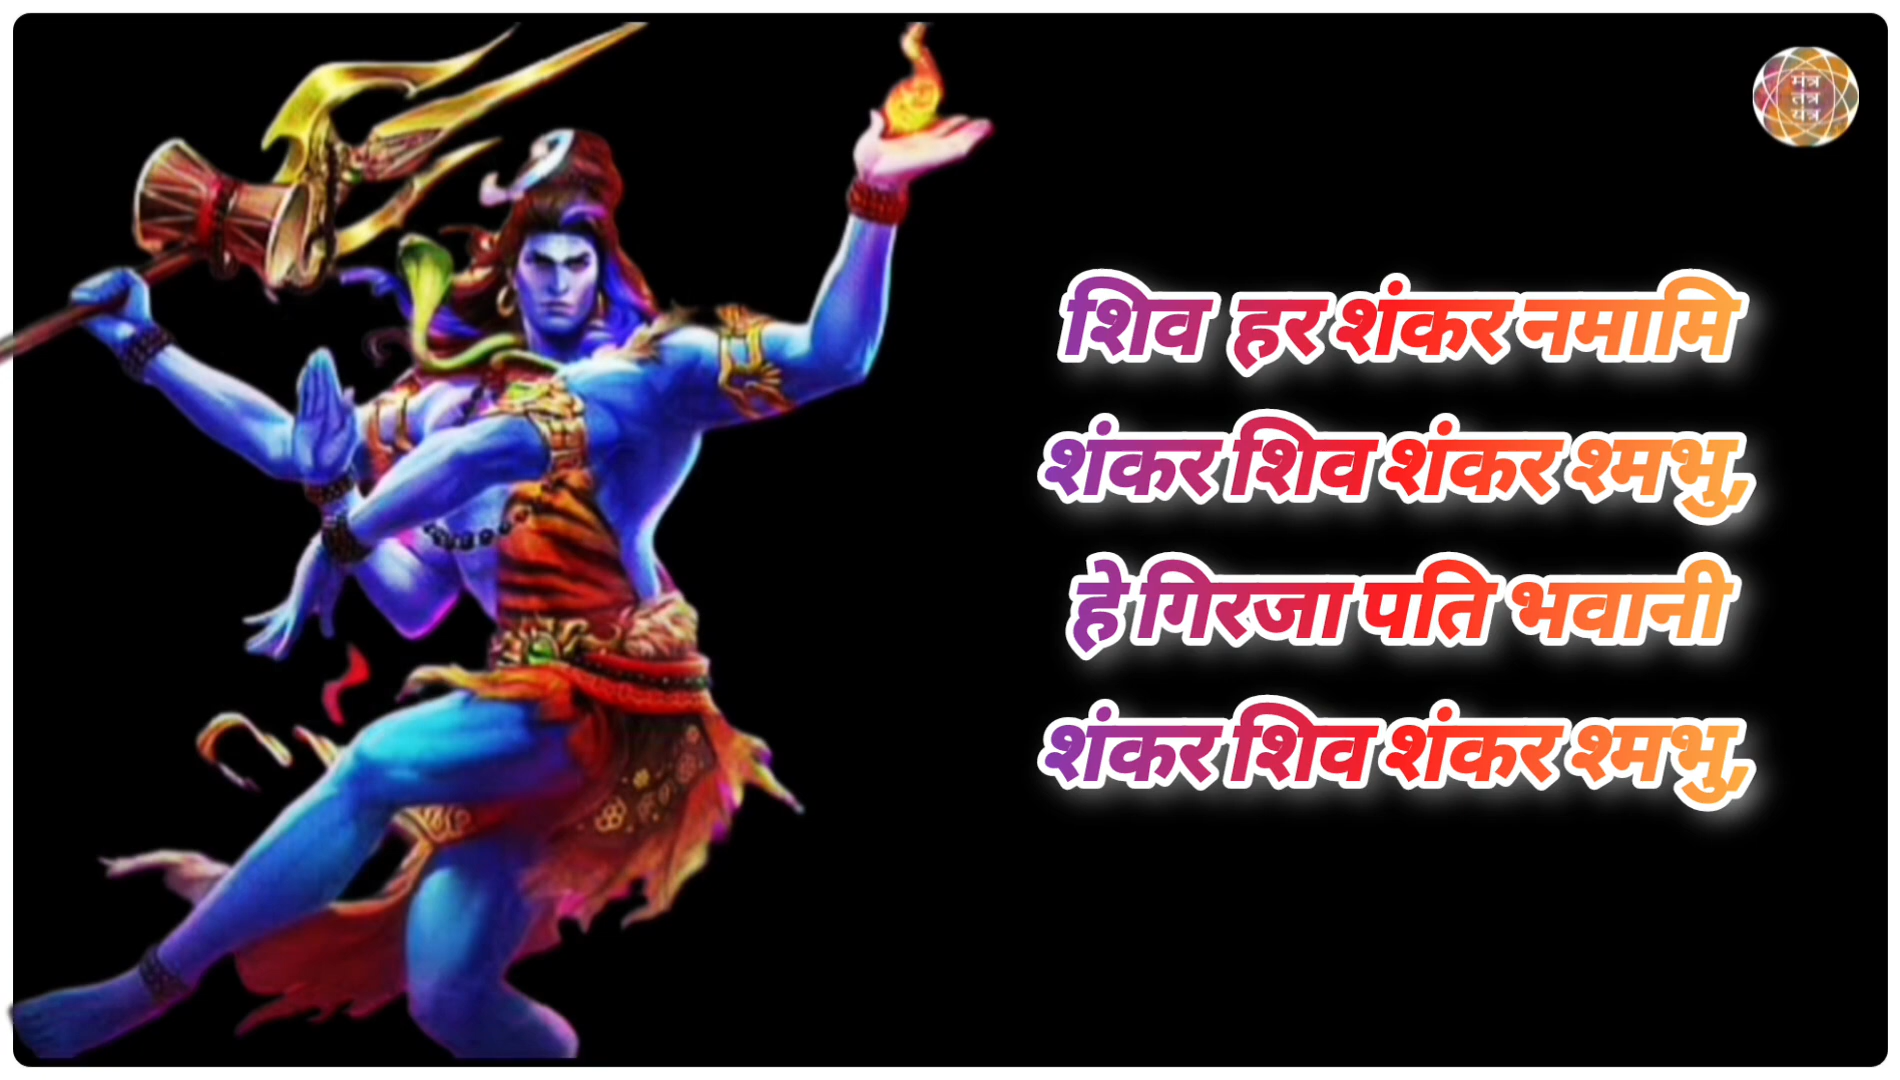 मंत्र
तंत्र
यंत्र
शिव हर शंकर नमामि
शंकर शिव शंकर श्मभु,
हे गिरजा पति भवानी
शंकर शिव शंकर श्मभु,